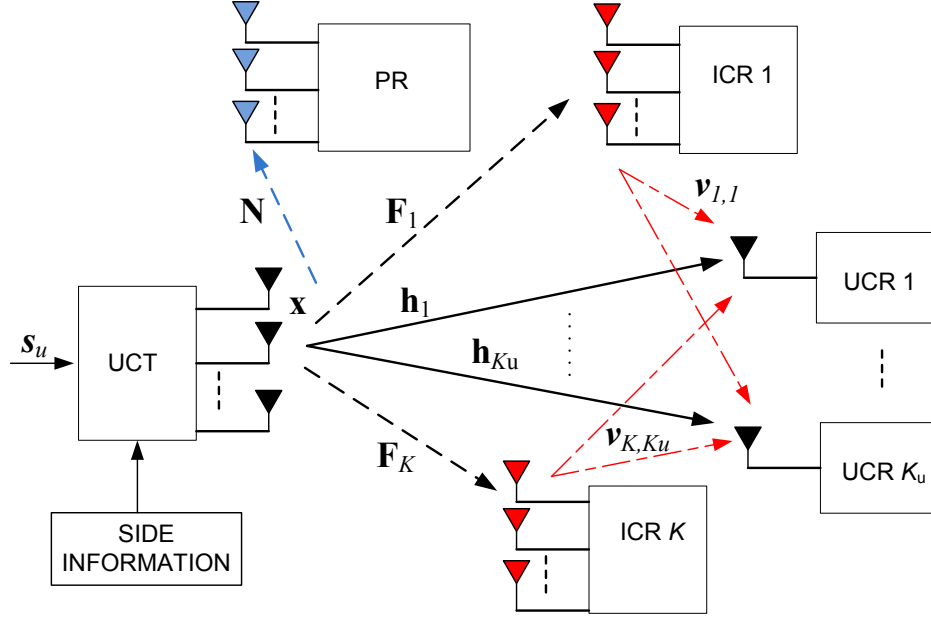 PR
ICR 1
N
F1
v1,1
x
h1
UCR 1
su
UCT
hKu
FK
vK,Ku
UCR Ku
SIDE
INFORMATION
ICR K